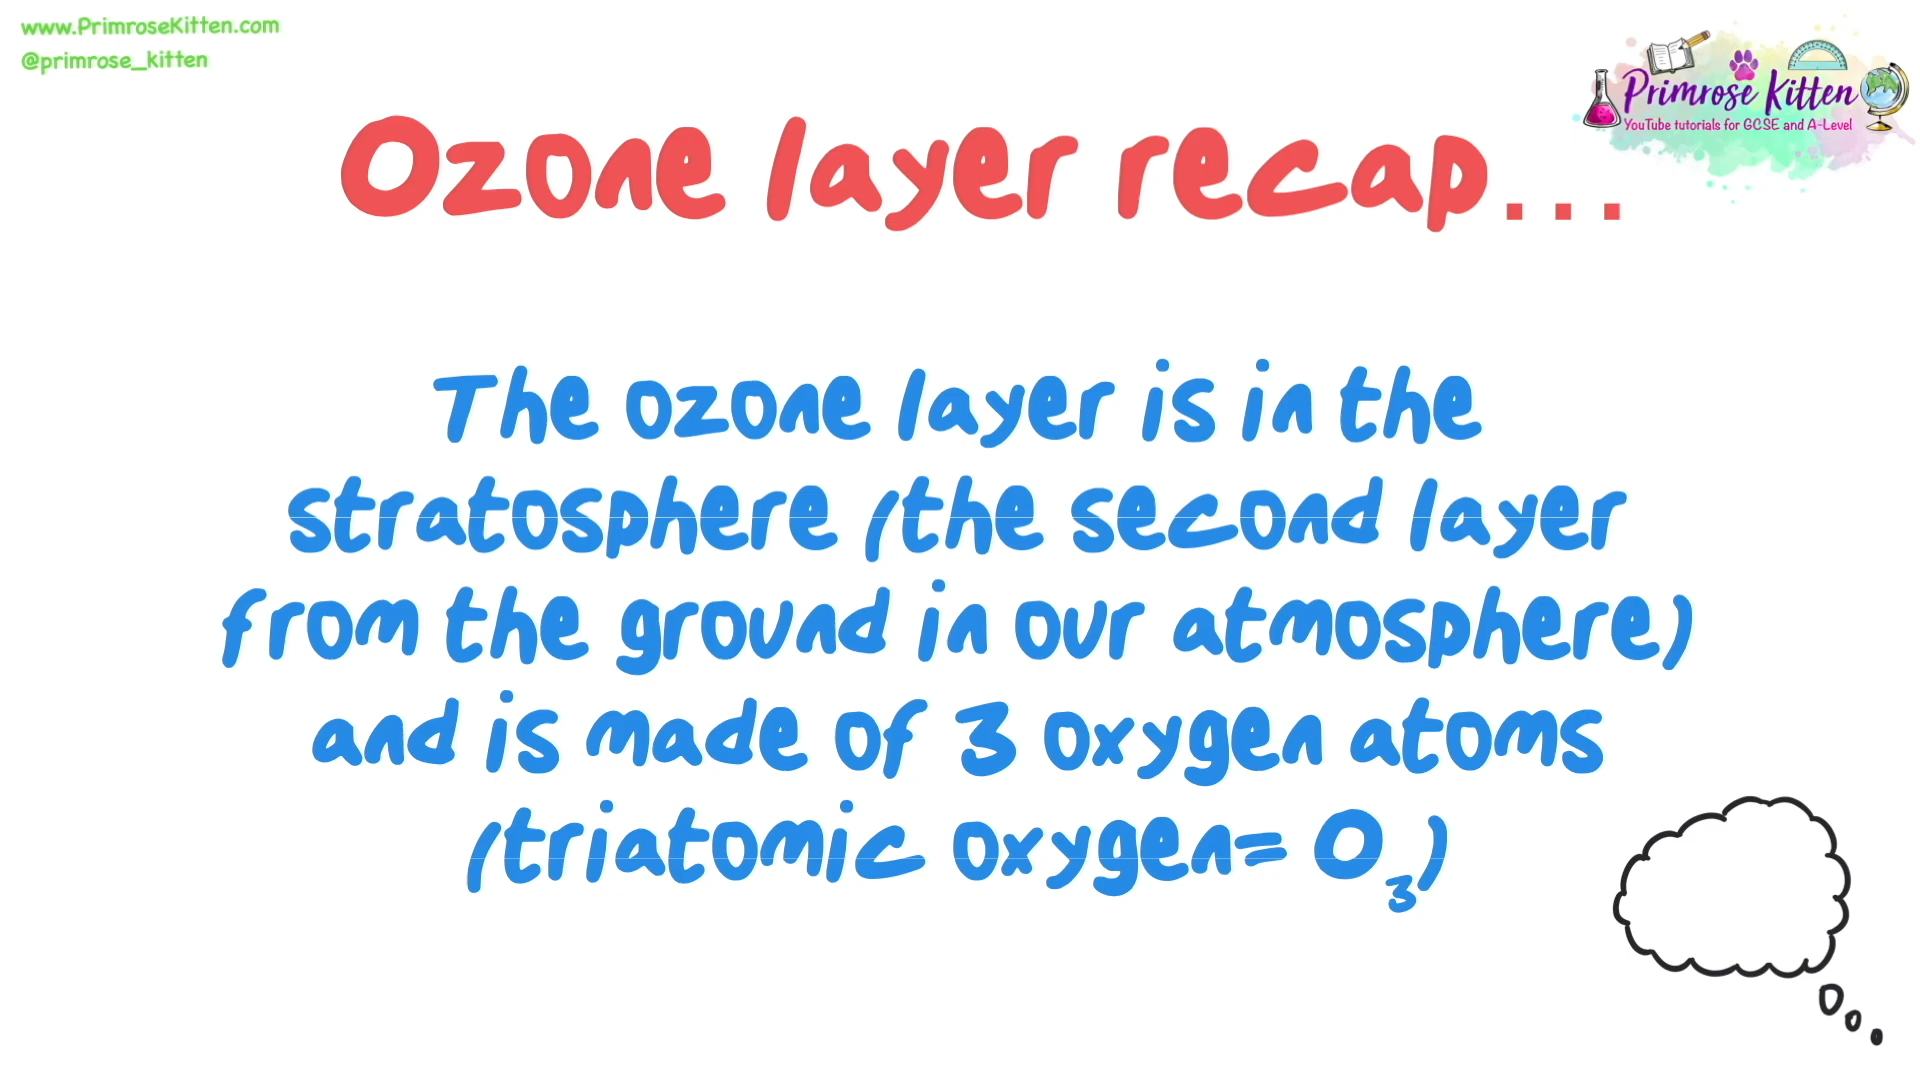 www.PrimroseKitten.com
@primrose_kitten
Primrose Kitten
YouTube tutorials for GCSE and A-Level
Ozone layer recap...
The ozone layer is in the
stratosphere (the second layer
from the ground in our atmosphere)
and is made of 3 oxygen atoms
(triatomic oxygen= O₃)